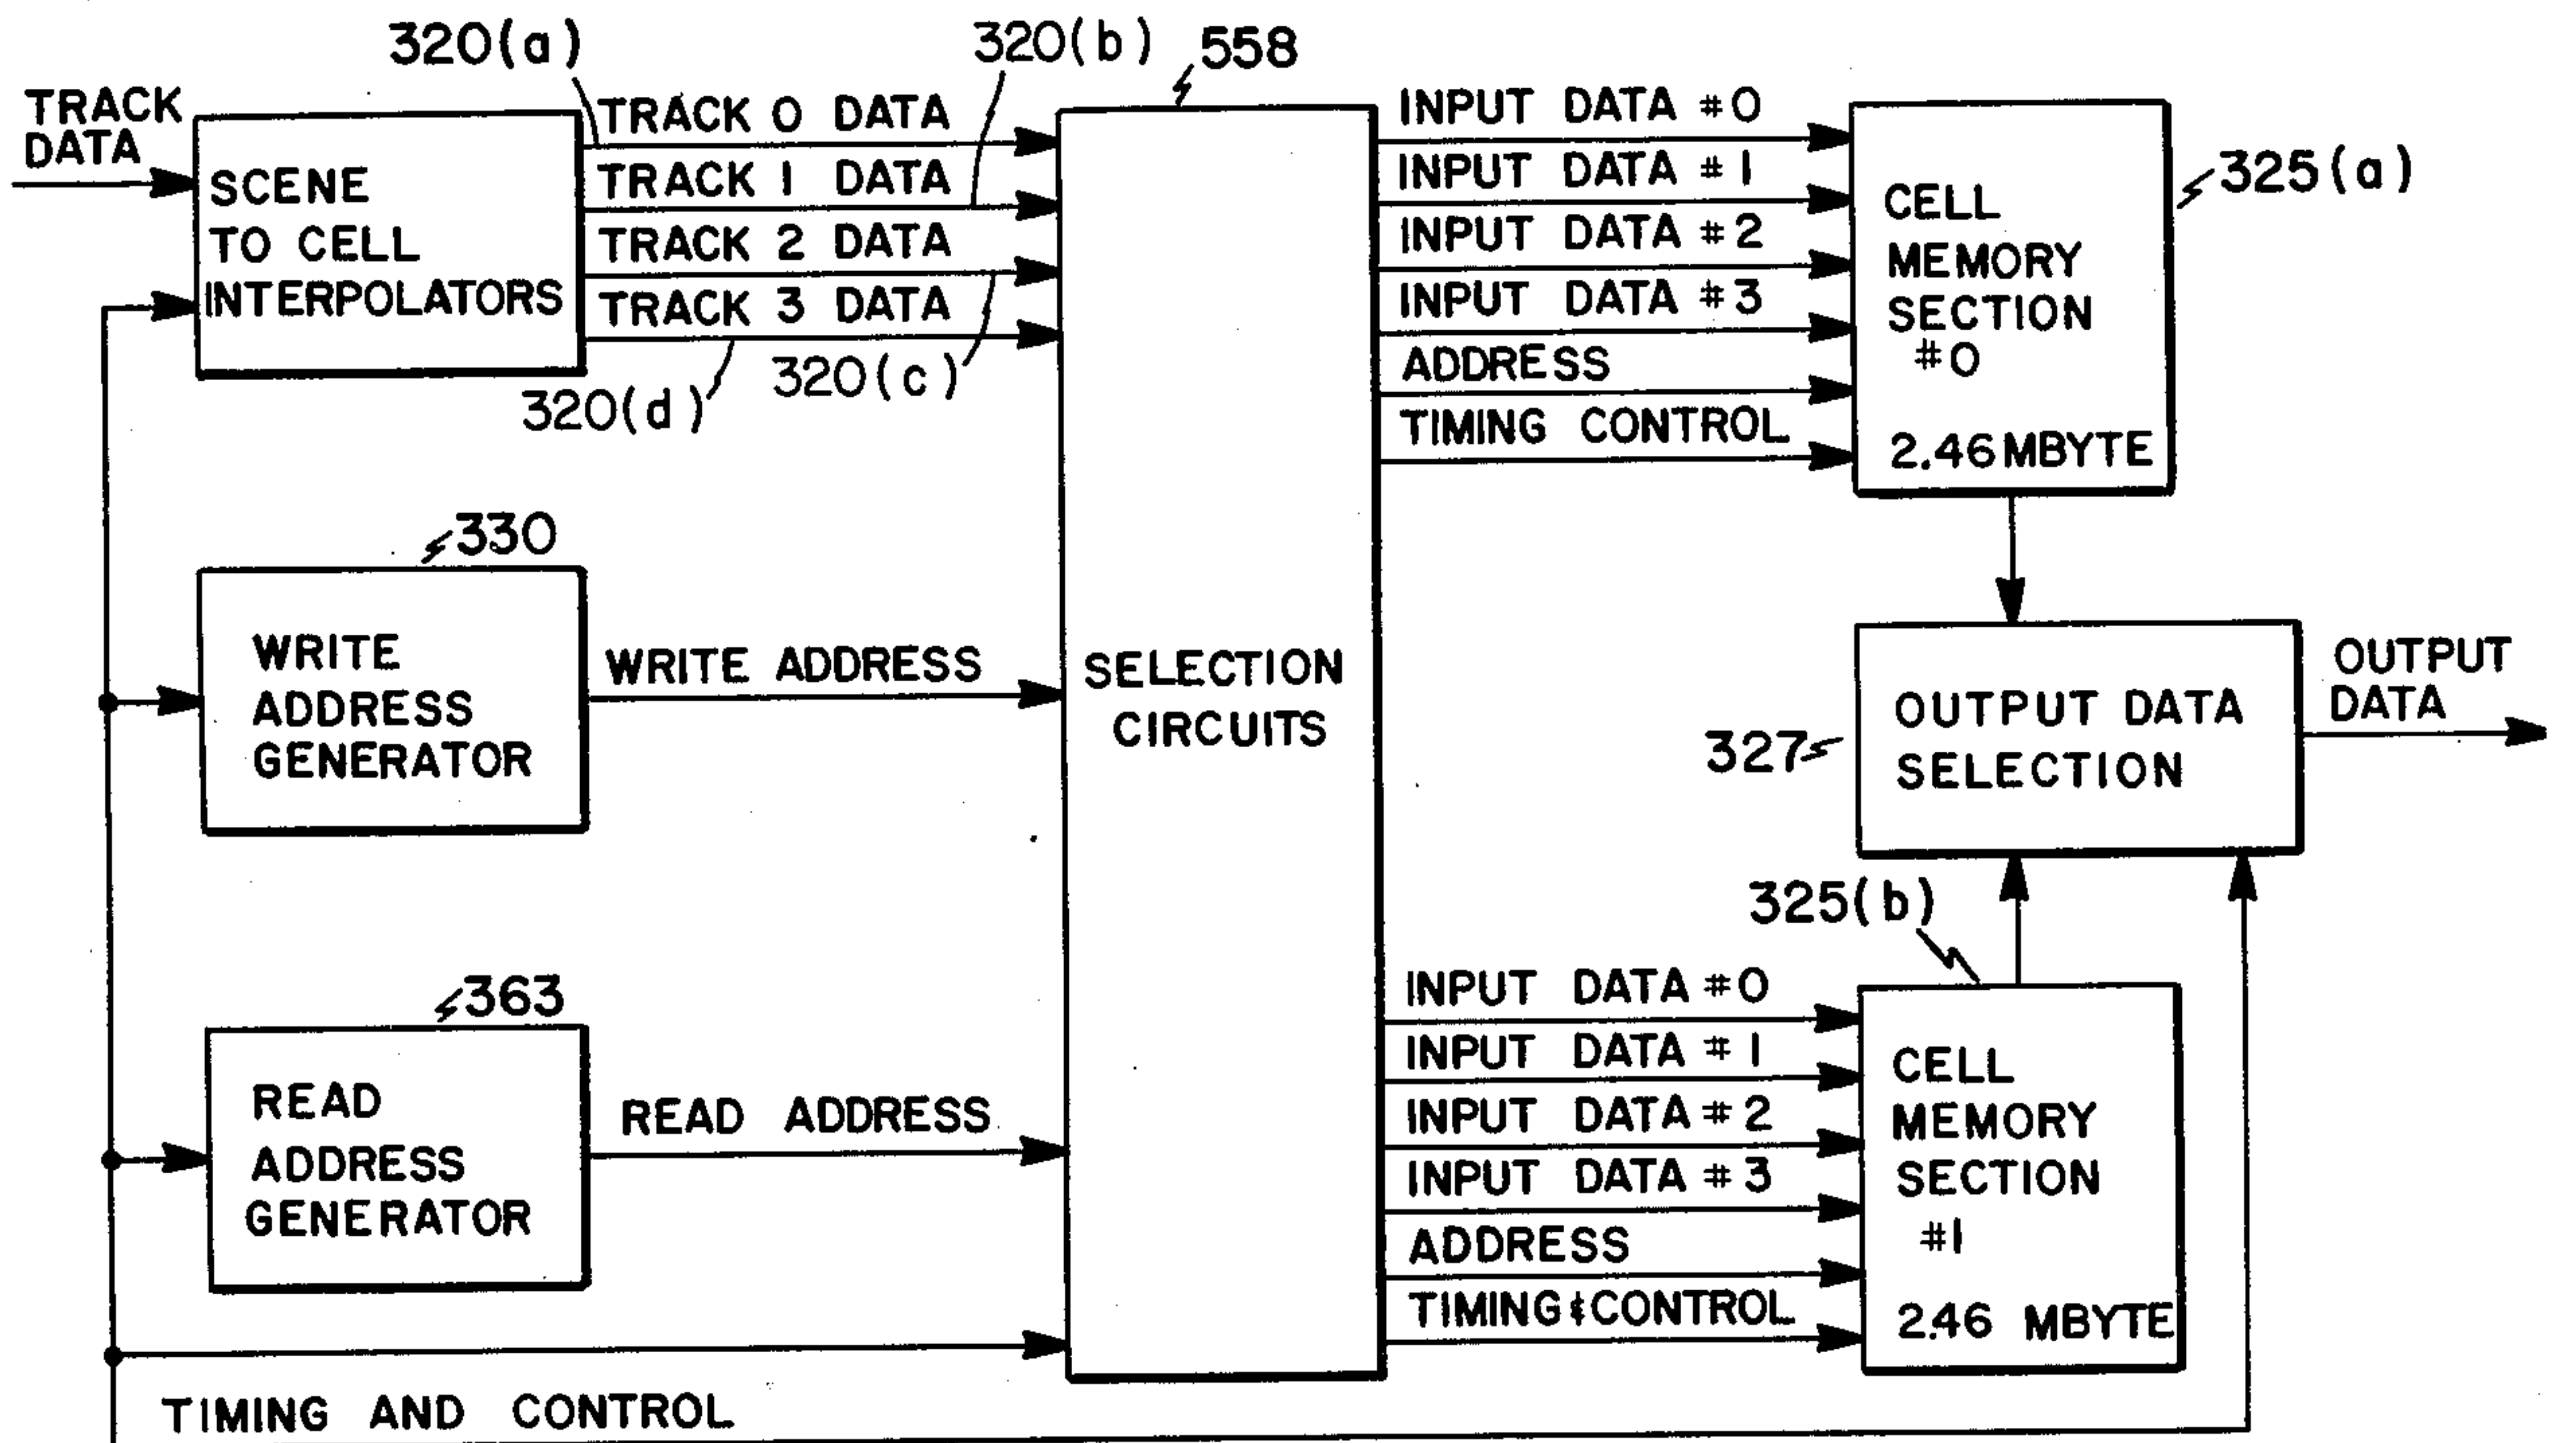 320(a)
320(b)
558
TRACK
DATA
SCENE
TO CELL
INTERPOLATORS
TRACK 0 DATA
TRACK 1 DATA
TRACK 2 DATA
TRACK 3 DATA
320(c)
320(d)
INPUT DATA #0
INPUT DATA #1
INPUT DATA #2
INPUT DATA #3
ADDRESS
TIMING CONTROL
CELL
MEMORY
SECTION
#0
2.46 MBYTE
325(a)
330
WRITE
ADDRESS
GENERATOR
WRITE ADDRESS
SELECTION
CIRCUITS
327
OUTPUT DATA
SELECTION
OUTPUT
DATA
363
READ
ADDRESS
GENERATOR
READ ADDRESS
325(b)
INPUT DATA #0
INPUT DATA #1
INPUT DATA #2
INPUT DATA #3
ADDRESS
TIMING & CONTROL
CELL
MEMORY
SECTION
#1
2.46 MBYTE
TIMING AND CONTROL